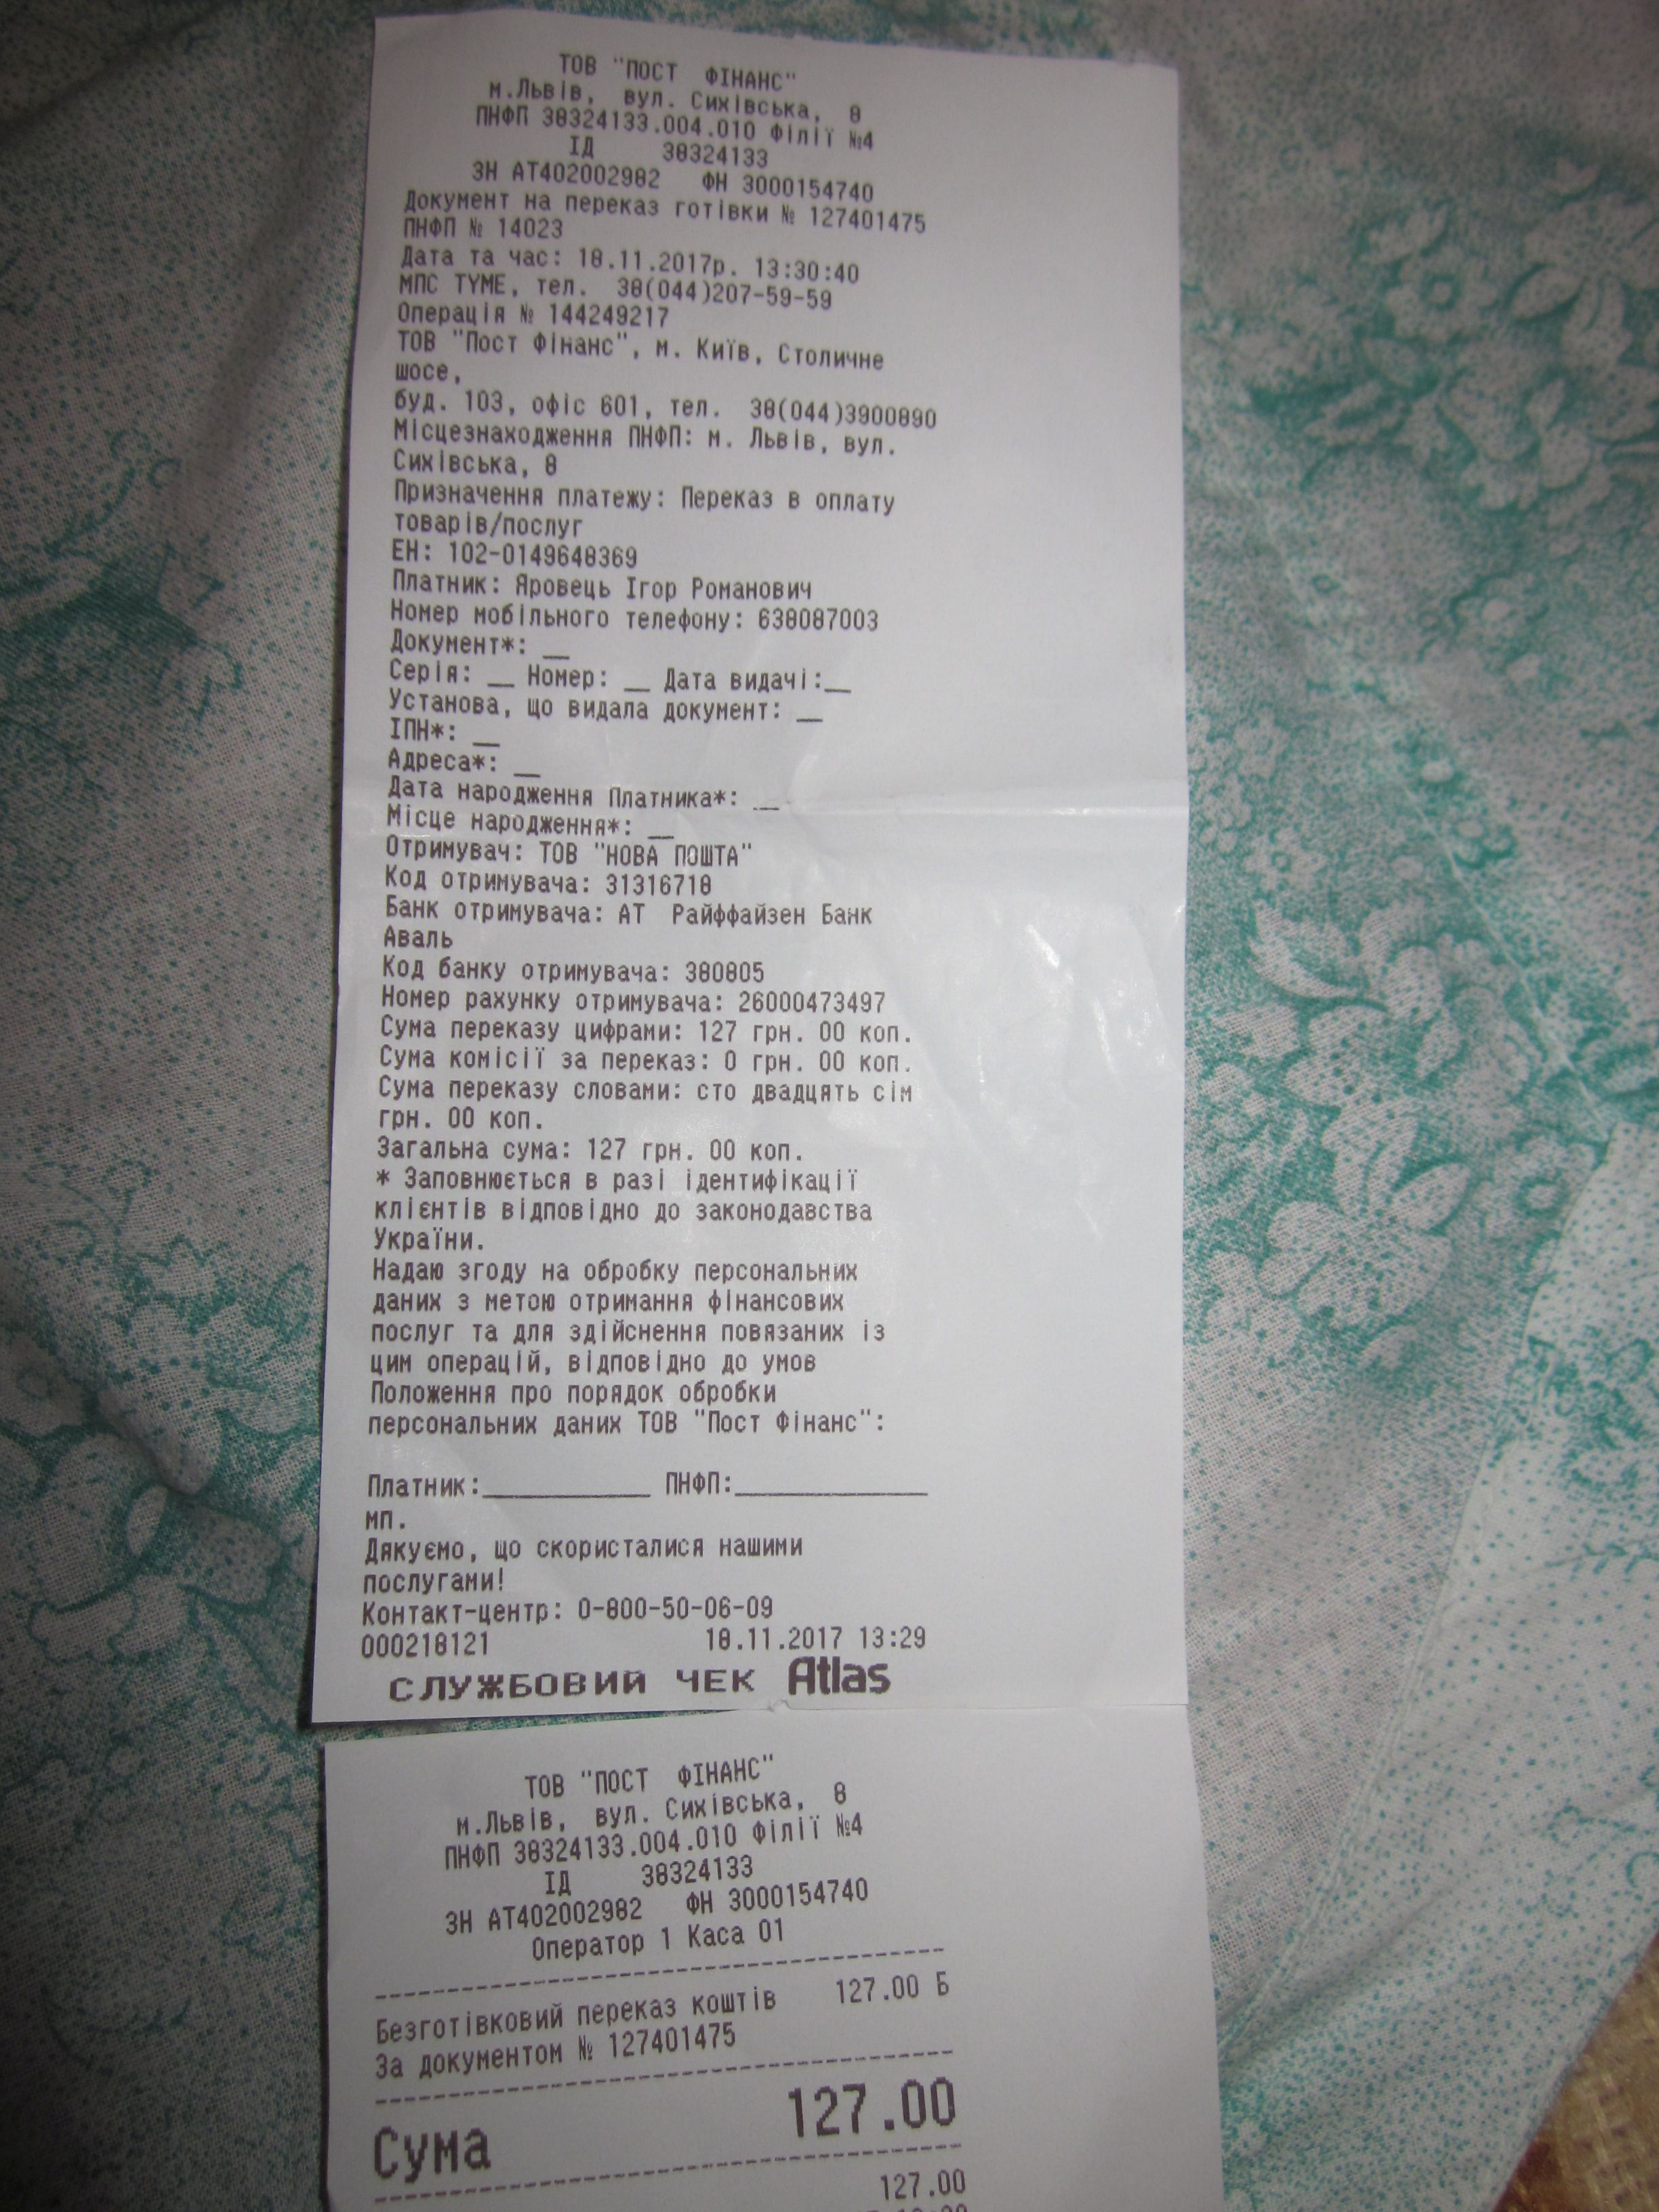 ТОВ "ПОСТ ФІНАНС"
м.Львів, вул. Сихівська, 8
ПНФП 38324133.004.010 Філії №4
ІД 38324133
ЗН АТ402002982 ФН 3000154740
Документ на переказ готівки № 127401475
ПНФП № 14023
Дата та час: 18.11.2017р. 13:30:40
МПС TYME, тел. 38(044)207-59-59
Операція № 144249217
ТОВ "Пост Фінанс", м. Київ, Столичне
шосе,
буд. 103, офіс 601, тел. 38(044)3900890
Місцезнаходження ПНФП: м. Львів, вул.
Сихівська, 8
Призначення платежу: Переказ в оплату
товарів/послуг
ЕН: 102-0149648369
Платник: Яровець Ігор Романович
Номер мобільного телефону: 638087003
Документ*: __
Серія: __ Номер: __ Дата видачі:__
Установа, що видала документ: __
ІПН*: __
Адреса*: __
Дата народження Платника*: __
Місце народження*: __
Отримувач: ТОВ "НОВА ПОШТА"
Код отримувача: 31316718
Банк отримувача: АТ Райффайзен Банк
Аваль
Код банку отримувача: 380805
Номер рахунку отримувача: 26000473497
Сума переказу цифрами: 127 грн. 00 коп.
Сума комісії за переказ: 0 грн. 00 коп.
Сума переказу словами: сто двадцять сім
грн. 00 коп.
Загальна сума: 127 грн. 00 коп.
* Заповнюється в разі ідентифікації
клієнтів відповідно до законодавства
України.
Надаю згоду на обробку персональних
даних з метою отримання фінансових
послуг та для здійснення повязаних із
цим операцій, відповідно до умов
Положення про порядок обробки
персональних даних ТОВ "Пост Фінанс":
Платник:____________ ПНФП:______________
мп.
Дякуємо, що скористалися нашими
послугами!
Контакт-центр: 0-800-50-06-09
000218121 18.11.2017 13:29
СЛУЖБОВИЙ ЧЕК Atlas
ТОВ "ПОСТ ФІНАНС"
м.Львів, вул. Сихівська, 8
ПНФП 38324133.004.010 Філії №4
ІД 38324133
ЗН АТ402002982 ФН 3000154740
Оператор 1 Каса 01
Безготівковий переказ коштів 127.00 Б
За документом № 127401475
Сума 127.00
127.00